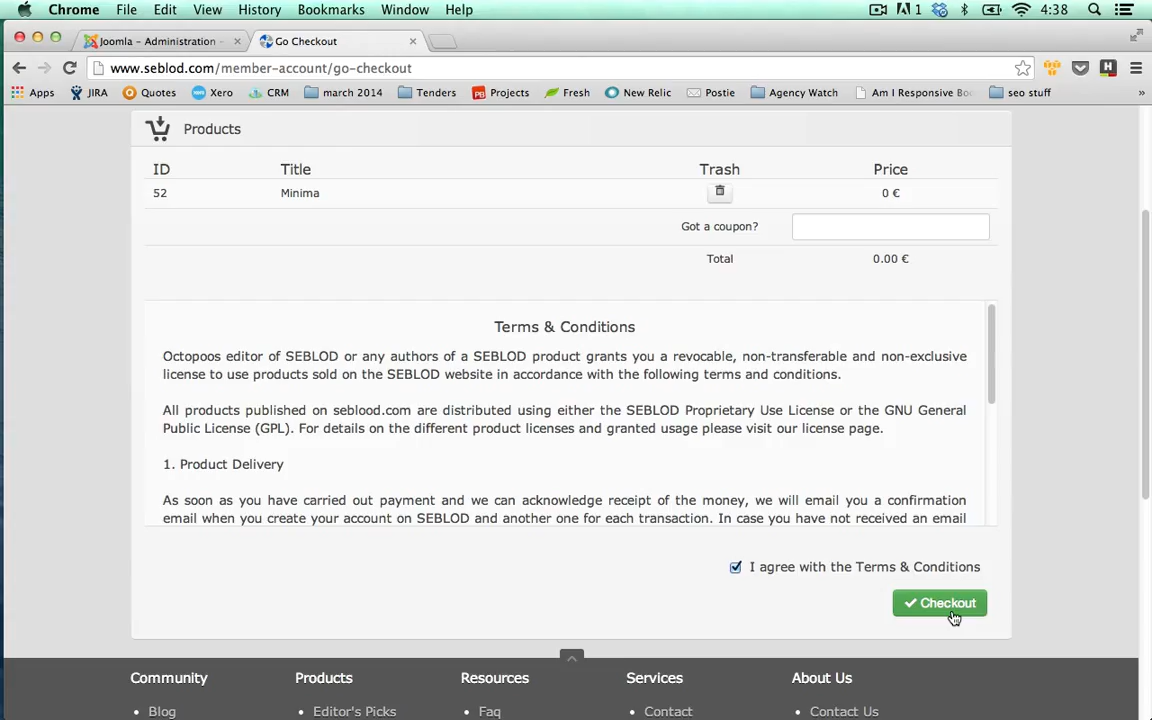 Chrome File Edit View History Bookmarks Window Help 1 4:38
Joomla - Administration - Go Checkout
www.seblod.com/member-account/go-checkout
Apps JIRA Quotes Xero CRM march 2014 Tenders PB Projects Fresh New Relic Postie Agency Watch Am I Responsive Boo seo stuff »
Products
ID Title Trash Price
52 Minima 0 €
Got a coupon?
Total 0.00 €
Terms & Conditions
Octopoos editor of SEBLOD or any authors of a SEBLOD product grants you a revocable, non-transferable and non-exclusive
license to use products sold on the SEBLOD website in accordance with the following terms and conditions.
All products published on seblood.com are distributed using either the SEBLOD Proprietary Use License or the GNU General
Public License (GPL). For details on the different product licenses and granted usage please visit our license page.
1. Product Delivery
As soon as you have carried out payment and we can acknowledge receipt of the money, we will email you a confirmation
email when you create your account on SEBLOD and another one for each transaction. In case you have not received an email
I agree with the Terms & Conditions
Checkout
Community Products Resources Services About Us
• Blog • Editor's Picks • Faq • Contact • Contact Us